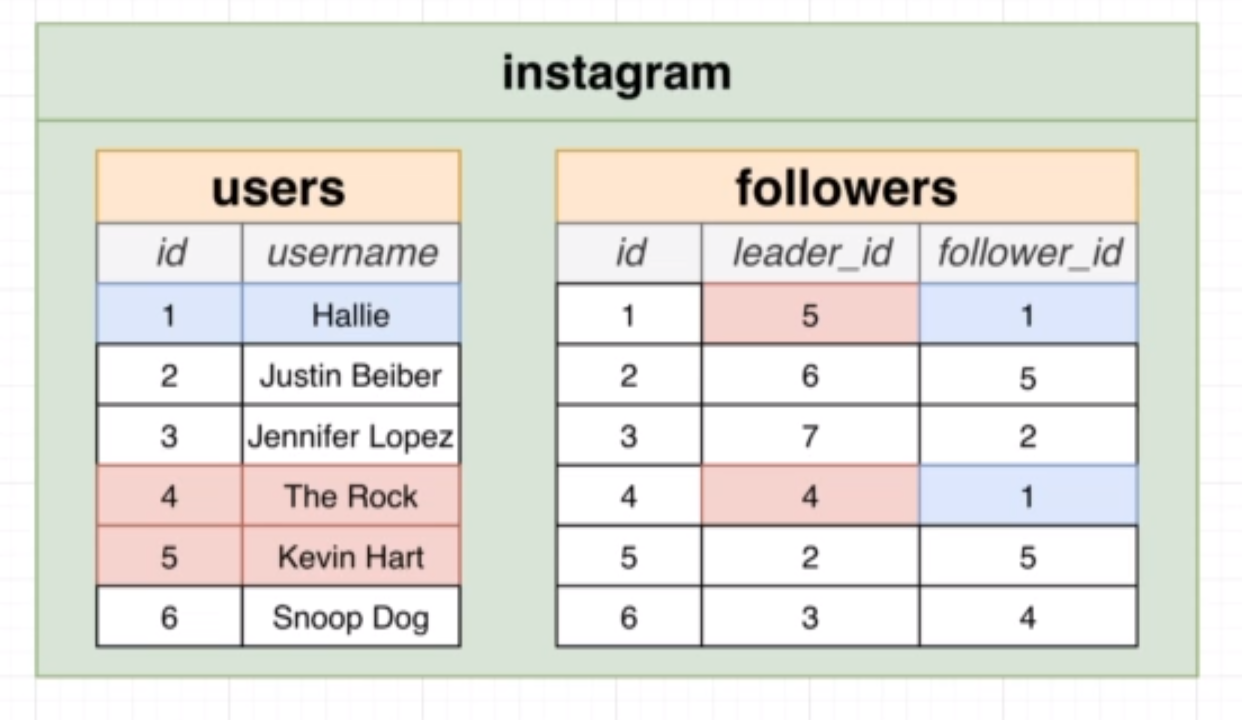 instagram
users
id username
1 Hallie
2 Justin Beiber
3 Jennifer Lopez
4 The Rock
5 Kevin Hart
6 Snoop Dog
followers
id leader_id follower_id
1 5 1
2 6 5
3 7 2
4 4 1
5 2 5
6 3 4